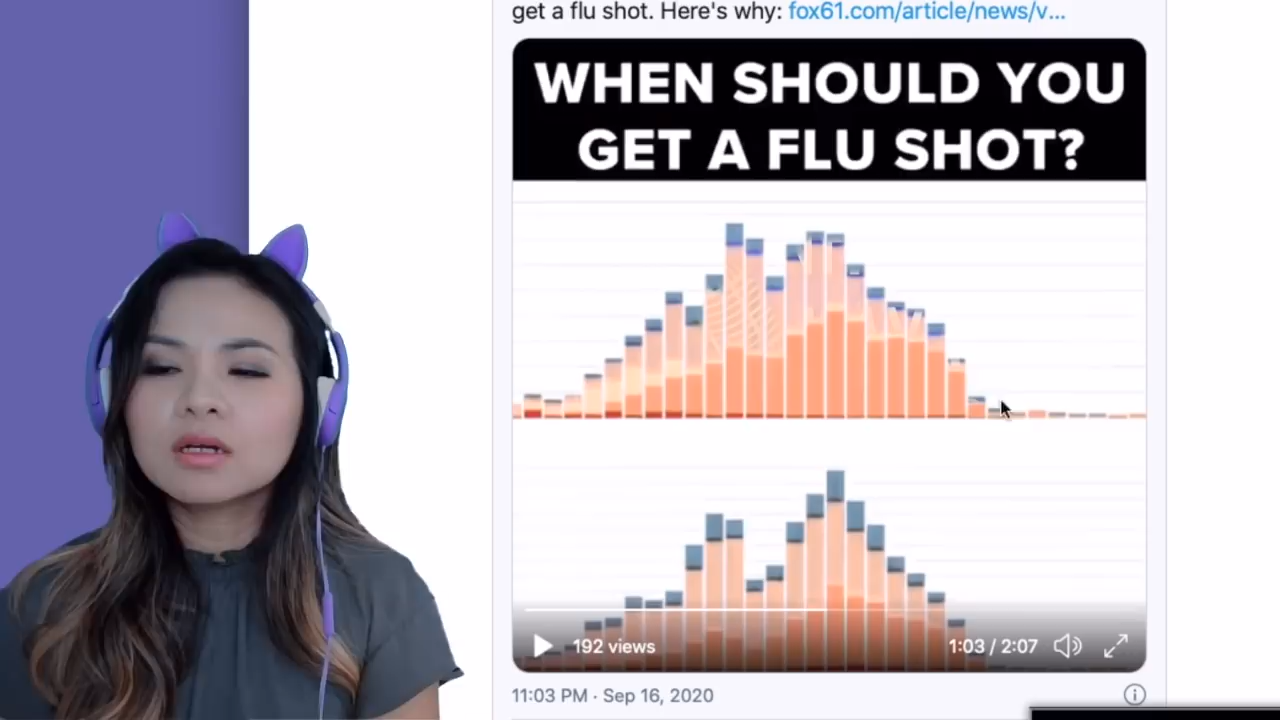 get a flu shot. Here's why: fox61.com/article/news/v...
WHEN SHOULD YOU
GET A FLU SHOT?
192 views
1:03 / 2:07
11:03 PM · Sep 16, 2020